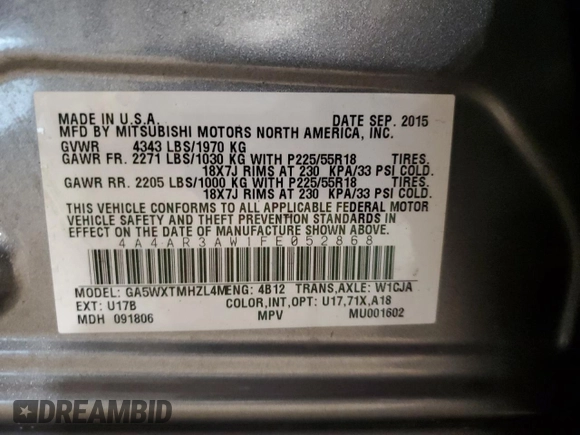 MADE IN U.S.A. DATE SEP. 2015
MFD BY MITSUBISHI MOTORS NORTH AMERICA, INC.
GVWR 4343 LBS/1970 KG
GAWR FR. 2271 LBS/1030 KG WITH P225/55R18 TIRES.
18X7J RIMS AT 230 KPA/33 PSI COLD.
GAWR RR. 2205 LBS/1000 KG WITH P225/55R18 TIRES.
18X7J RIMS AT 230 KPA/33 PSI COLD.
THIS VEHICLE CONFORMS TO ALL APPLICABLE FEDERAL MOTOR
VEHICLE SAFETY AND THEFT PREVENTION STANDARDS IN
EFFECT ON THE DATE OF MANUFACTURE SHOWN ABOVE.
4A4AR3AW1FE052868
MODEL: GA5WXTMHZL4M ENG: 4B12 TRANS,AXLE: W1CJA
EXT: U17B COLOR,INT,OPT: U17,71X,A18
MDH 091806 MPV MU001602
DREAMBID